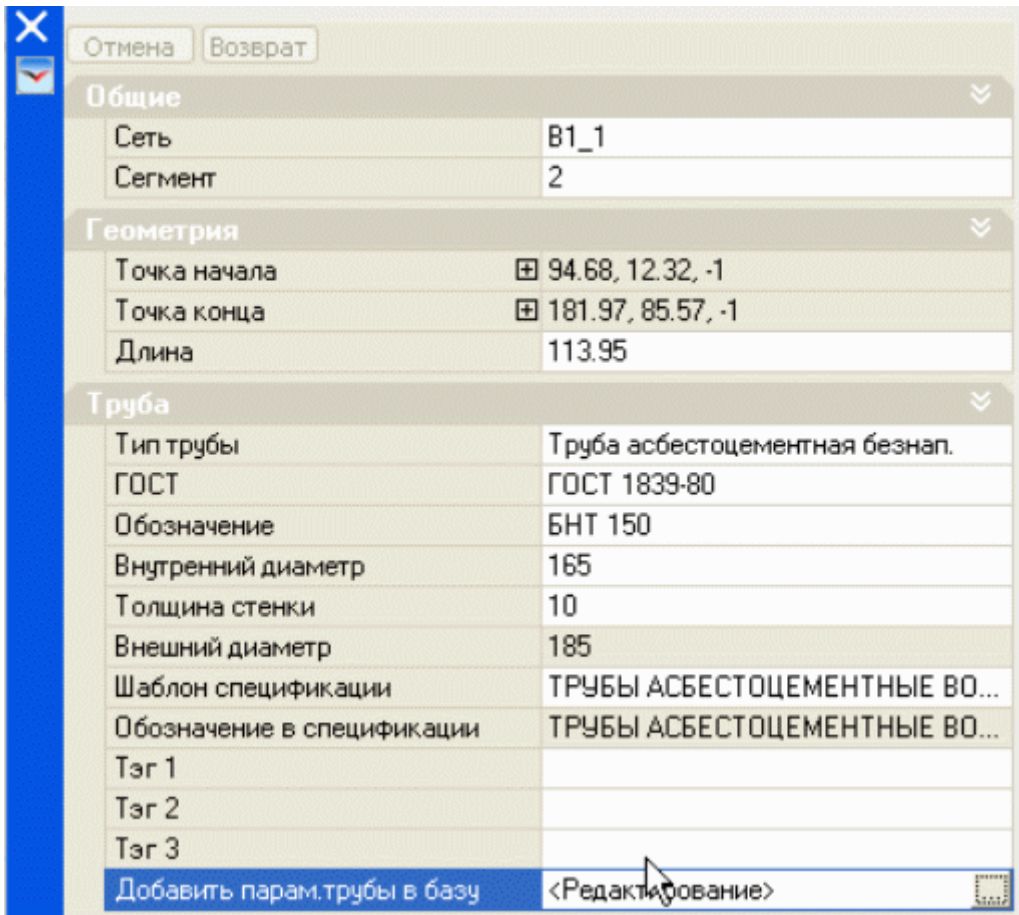 Отмена Возврат
Общие
Сеть B1_1
Сегмент 2
Геометрия
Точка начала 94.68, 12.32, -1
Точка конца 181.97, 85.57, -1
Длина 113.95
Труба
Тип трубы Труба асбестоцементная безнап.
ГОСТ ГОСТ 1839-80
Обозначение БНТ 150
Внутренний диаметр 165
Толщина стенки 10
Внешний диаметр 185
Шаблон спецификации ТРУБЫ АСБЕСТОЦЕМЕНТНЫЕ ВО...
Обозначение в спецификации ТРУБЫ АСБЕСТОЦЕМЕНТНЫЕ ВО...
Тэг 1
Тэг 2
Тэг 3
Добавить парам.трубы в базу <Редактирование> ...